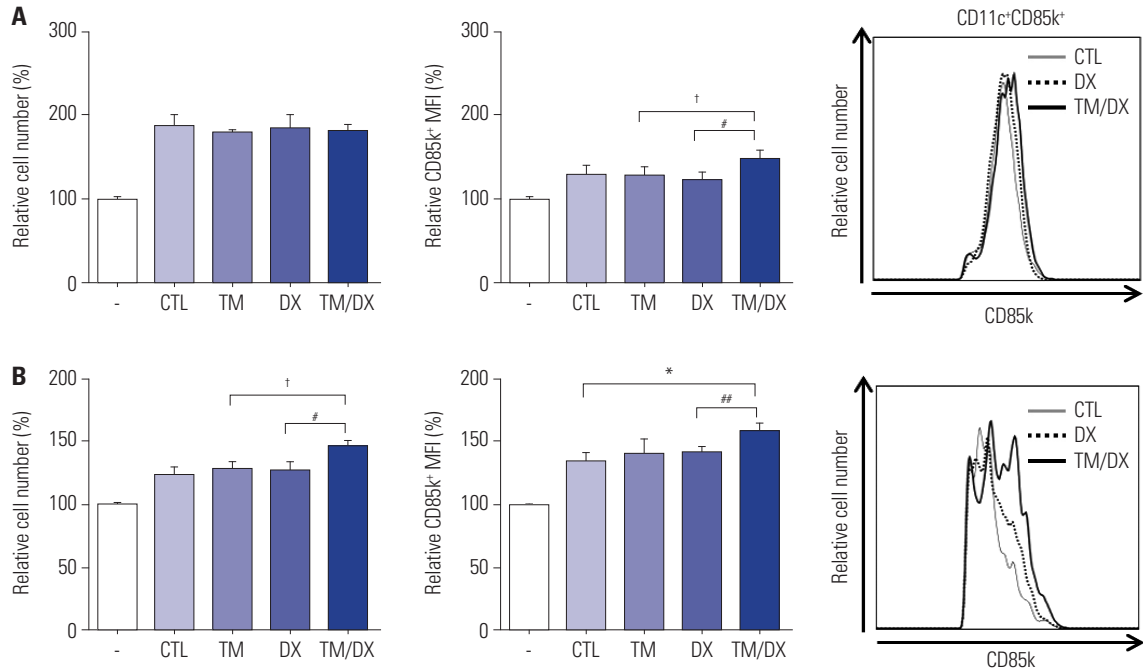 A
Relative cell number (%)
300
200
100
0
-
CTL
TM
DX
TM/DX
Relative CD85k⁺ MFI (%)
300
200
100
0
†
#
-
CTL
TM
DX
TM/DX
CD11c⁺CD85k⁺
Relative cell number
CTL
DX
TM/DX
CD85k
B
Relative cell number (%)
200
150
100
50
0
†
#
-
CTL
TM
DX
TM/DX
Relative CD85k⁺ MFI (%)
200
150
100
50
0
*
##
-
CTL
TM
DX
TM/DX
Relative cell number
CTL
DX
TM/DX
CD85k